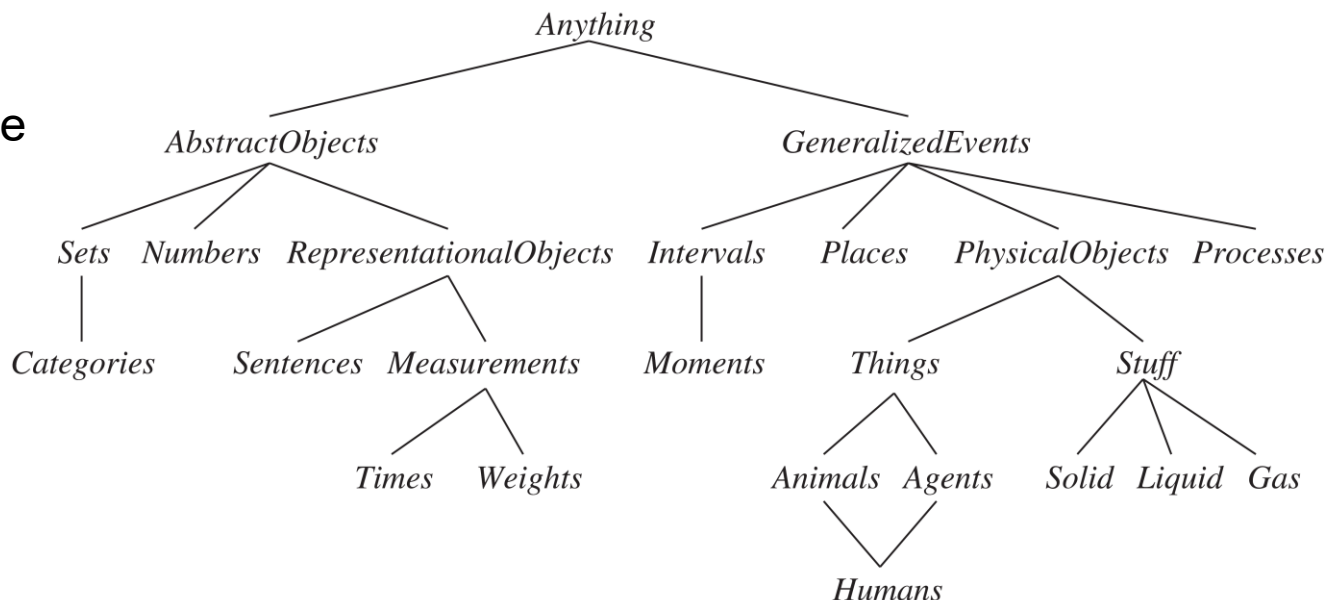 Anything
e
AbstractObjects GeneralizedEvents
Sets Numbers RepresentationalObjects Intervals Places PhysicalObjects Processes
Categories Sentences Measurements Moments Things Stuff
Times Weights Animals Agents Solid Liquid Gas
Humans